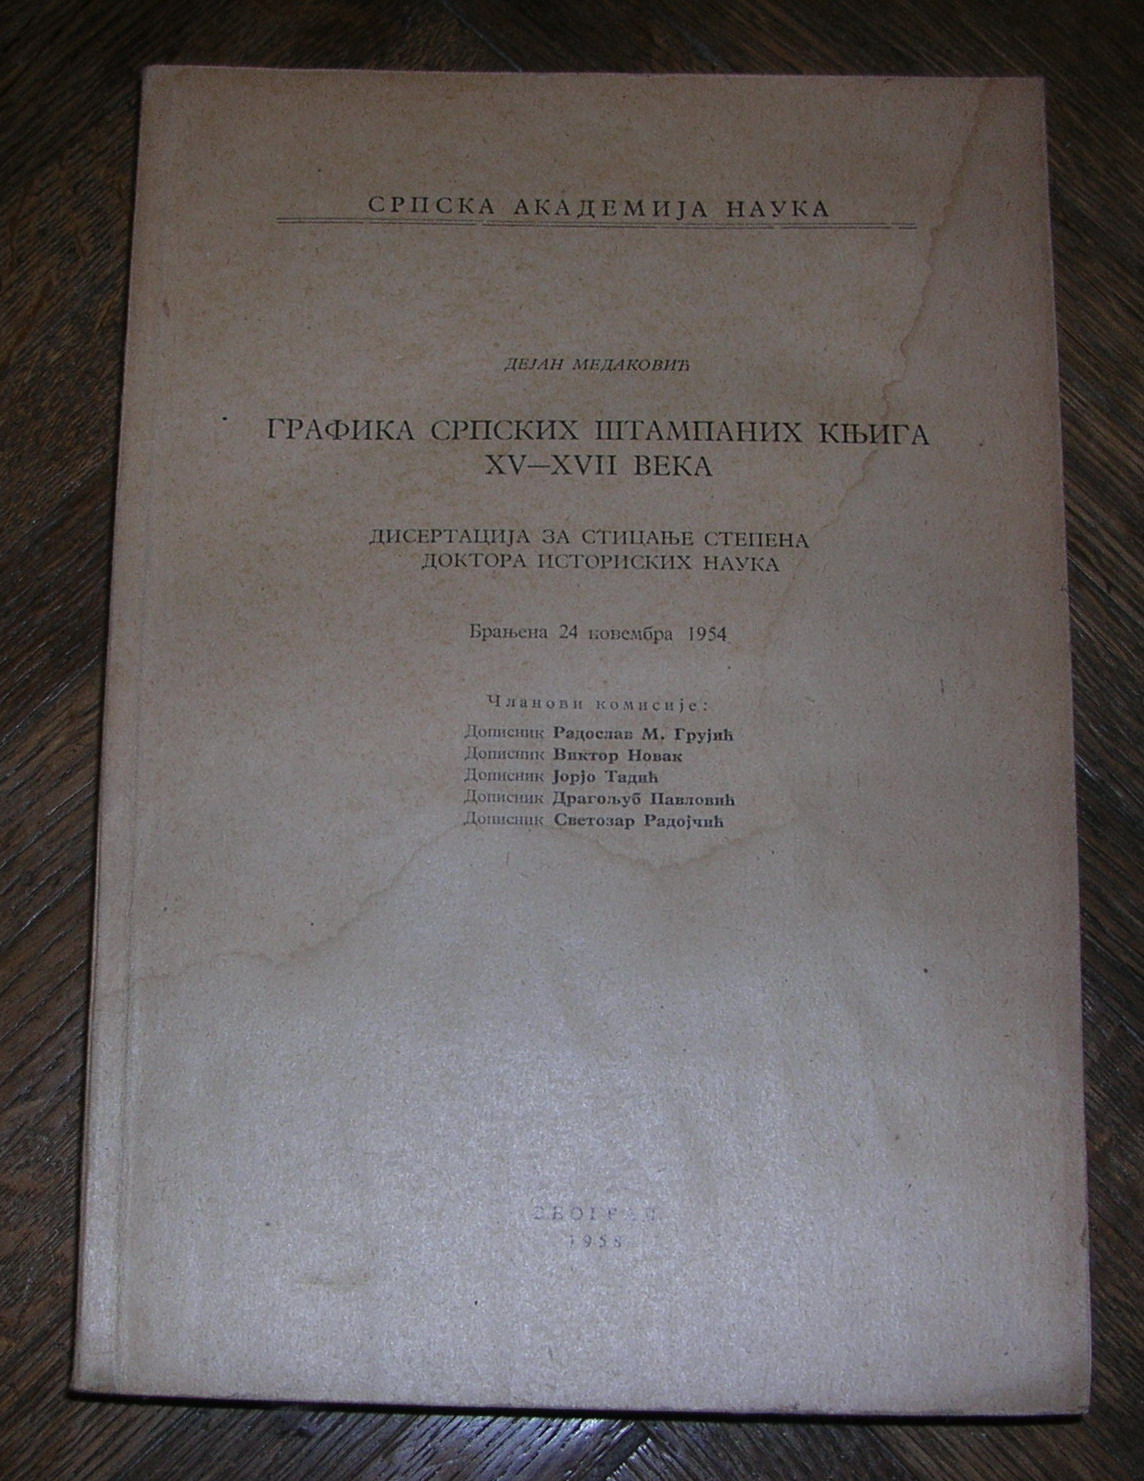 СРПСКА АКАДЕМИЈА НАУКА
ДЕЈАН МЕДАКОВИЋ
ГРАФИКА СРПСКИХ ШТАМПАНИХ КЊИГА
XV—XVII ВЕКА
ДИСЕРТАЦИЈА ЗА СТИЦАЊЕ СТЕПЕНА
ДОКТОРА ИСТОРИСКИХ НАУКА
Брањена 24 новембра 1954
Чланови комисије:
Дописник Радослав М. Грујић
Дописник Виктор Новак
Дописник Јорјо Тадић
Дописник Драгољуб Павловић
Дописник Светозар Радојчић
БЕОГРАД
1958